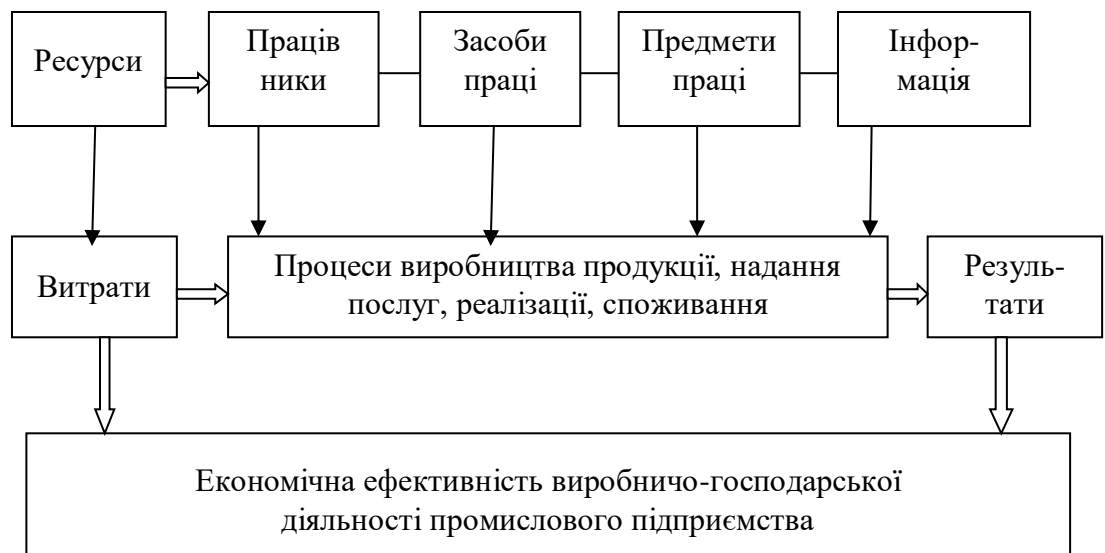 Ресурси
Праців
ники
Засоби
праці
Предмети
праці
Інфор-
мація
Витрати
Процеси виробництва продукції, надання
послуг, реалізації, споживання
Резуль-
тати
Економічна ефективність виробничо-господарської
діяльності промислового підприємства